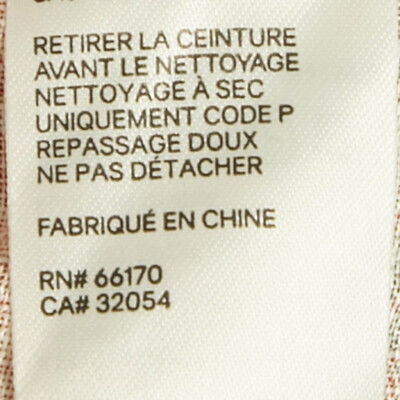 RETIRER LA CEINTURE
AVANT LE NETTOYAGE
NETTOYAGE À SEC
UNIQUEMENT CODE P
REPASSAGE DOUX
NE PAS DÉTACHER
FABRIQUÉ EN CHINE
RN# 66170
CA# 32054